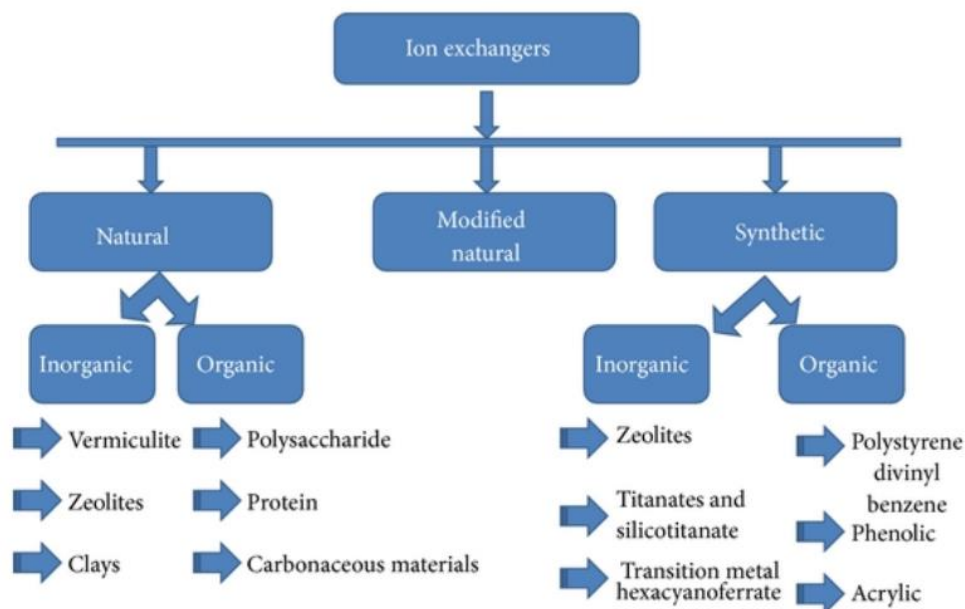 Ion exchangers
Natural
Modified
natural
Synthetic
Inorganic
Organic
Inorganic
Organic
Vermiculite
Zeolites
Clays
Polysaccharide
Protein
Carbonaceous materials
Zeolites
Titanates and
silicotitanate
Transition metal
hexacyanoferrate
Polystyrene
divinyl
benzene
Phenolic
Acrylic